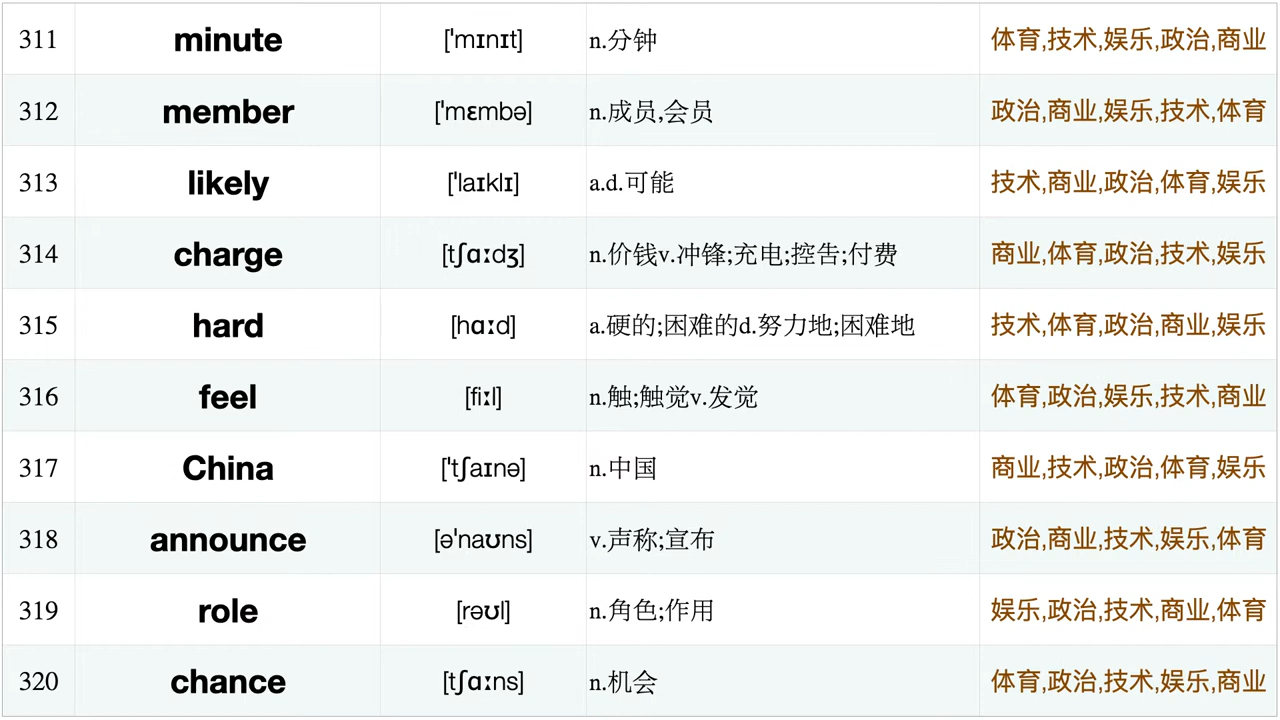 311 minute ['mɪnɪt] n.分钟 体育,技术,娱乐,政治,商业
312 member ['mɛmbə] n.成员,会员 政治,商业,娱乐,技术,体育
313 likely ['laɪklɪ] a.d.可能 技术,商业,政治,体育,娱乐
314 charge [tʃɑːdʒ] n.价钱v.冲锋;充电;控告;付费 商业,体育,政治,技术,娱乐
315 hard [hɑːd] a.硬的;困难的d.努力地;困难地 技术,体育,政治,商业,娱乐
316 feel [fiːl] n.触;触觉v.发觉 体育,政治,娱乐,技术,商业
317 China ['tʃaɪnə] n.中国 商业,技术,政治,体育,娱乐
318 announce [ə'naʊns] v.声称;宣布 政治,商业,技术,娱乐,体育
319 role [rəʊl] n.角色;作用 娱乐,政治,技术,商业,体育
320 chance [tʃɑːns] n.机会 体育,政治,技术,娱乐,商业